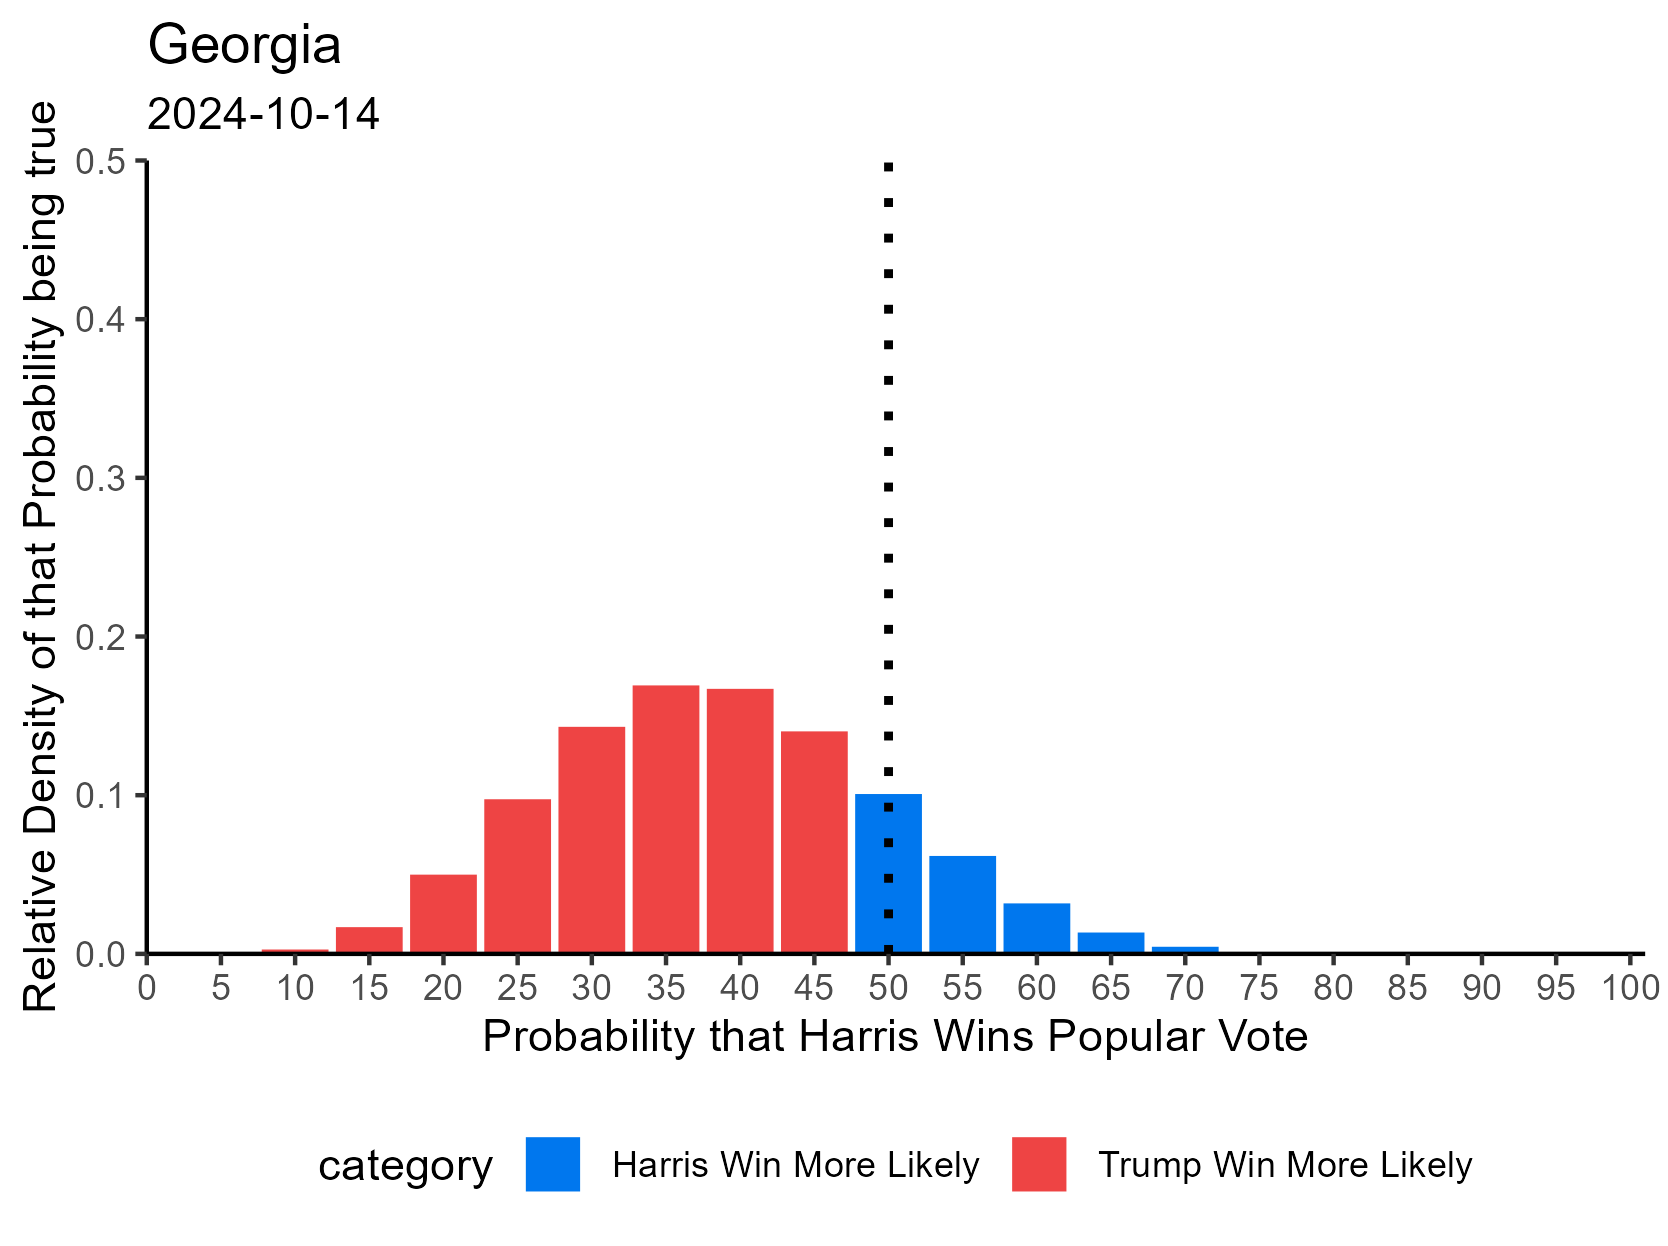 Georgia
2024-10-14
Relative Density of that Probability being true
0.5
0.4
0.3
0.2
0.1
0.0
0 5 10 15 20 25 30 35 40 45 50 55 60 65 70 75 80 85 90 95 100
Probability that Harris Wins Popular Vote
category Harris Win More Likely Trump Win More Likely